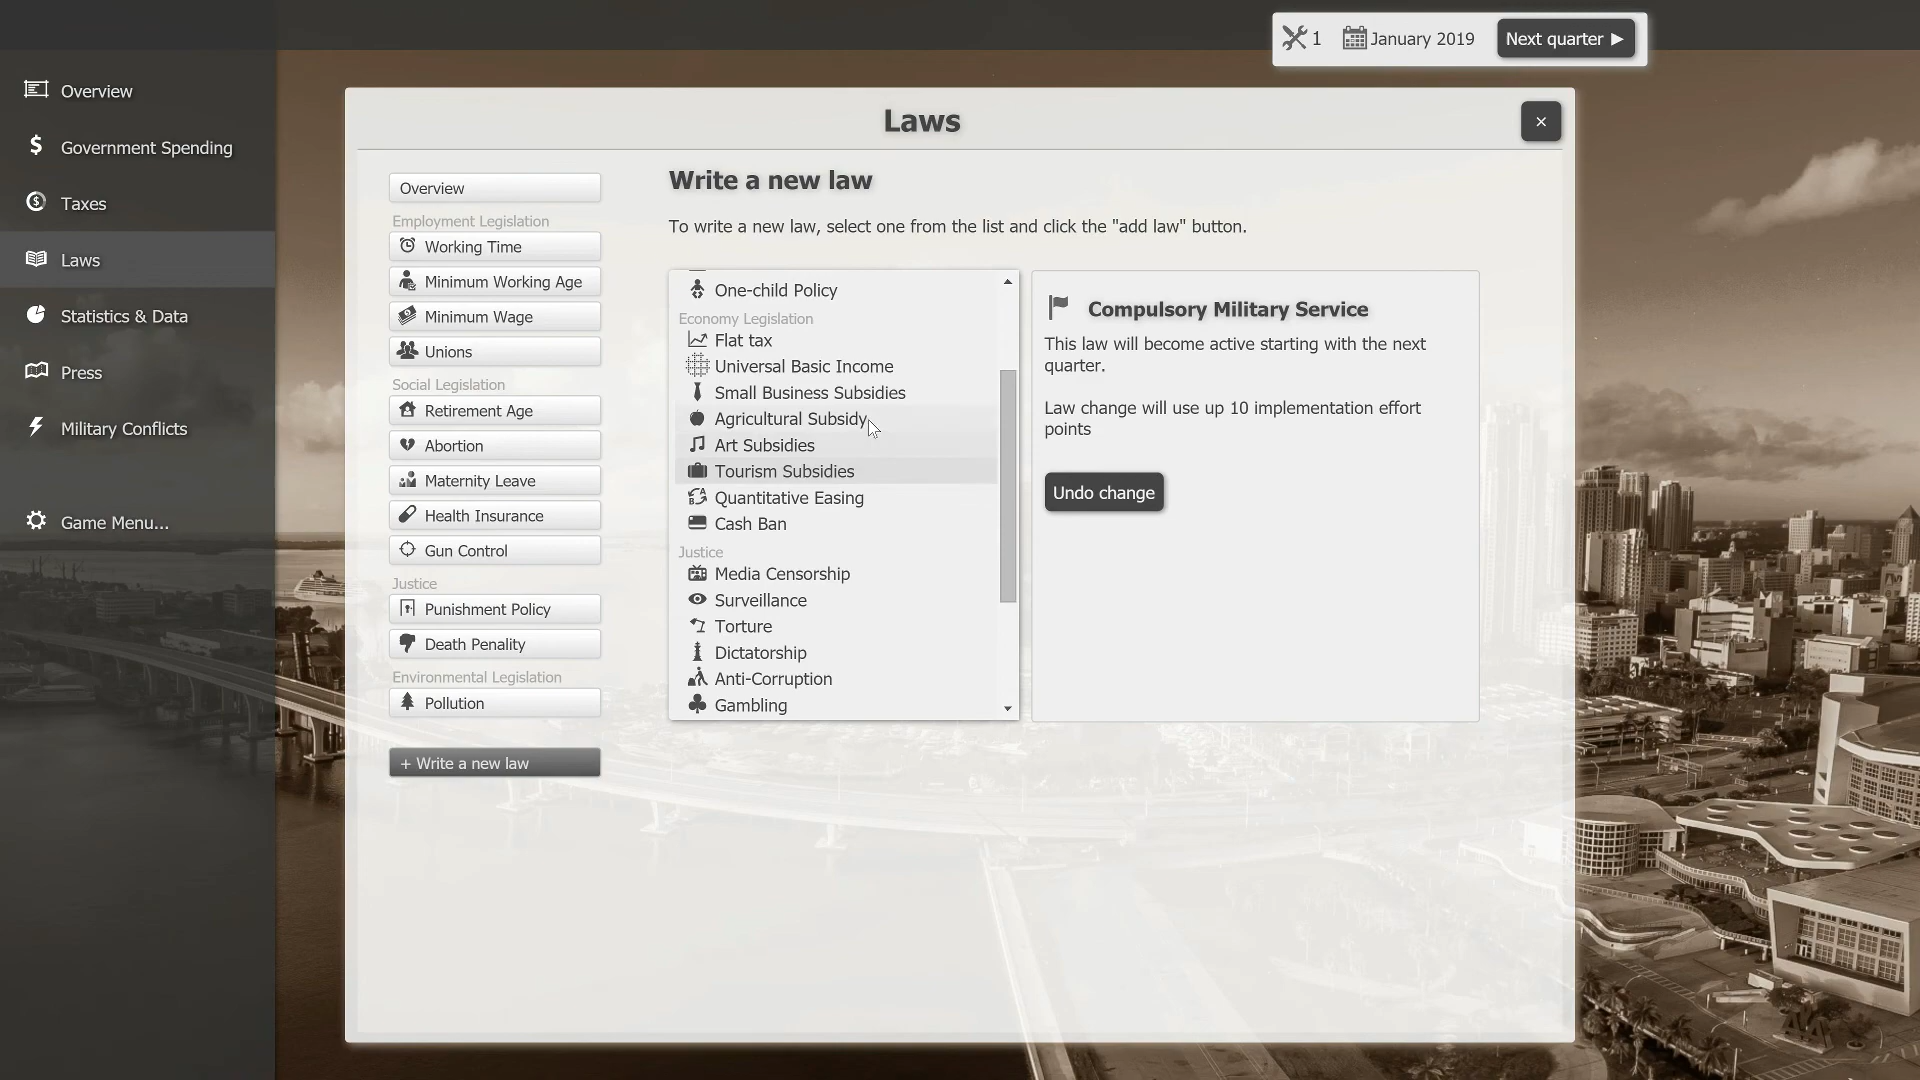 1
January 2019
Next quarter
Overview
Government Spending
Taxes
Laws
Statistics & Data
Press
Military Conflicts
Game Menu...
Laws
×
Overview
Employment Legislation
Working Time
Minimum Working Age
Minimum Wage
Unions
Social Legislation
Retirement Age
Abortion
Maternity Leave
Health Insurance
Gun Control
Justice
Punishment Policy
Death Penality
Environmental Legislation
Pollution
+ Write a new law
Write a new law
To write a new law, select one from the list and click the "add law" button.
One-child Policy
Economy Legislation
Flat tax
Universal Basic Income
Small Business Subsidies
Agricultural Subsidy
Art Subsidies
Tourism Subsidies
Quantitative Easing
Cash Ban
Justice
Media Censorship
Surveillance
Torture
Dictatorship
Anti-Corruption
Gambling
Compulsory Military Service
This law will become active starting with the next
quarter.
Law change will use up 10 implementation effort
points
Undo change